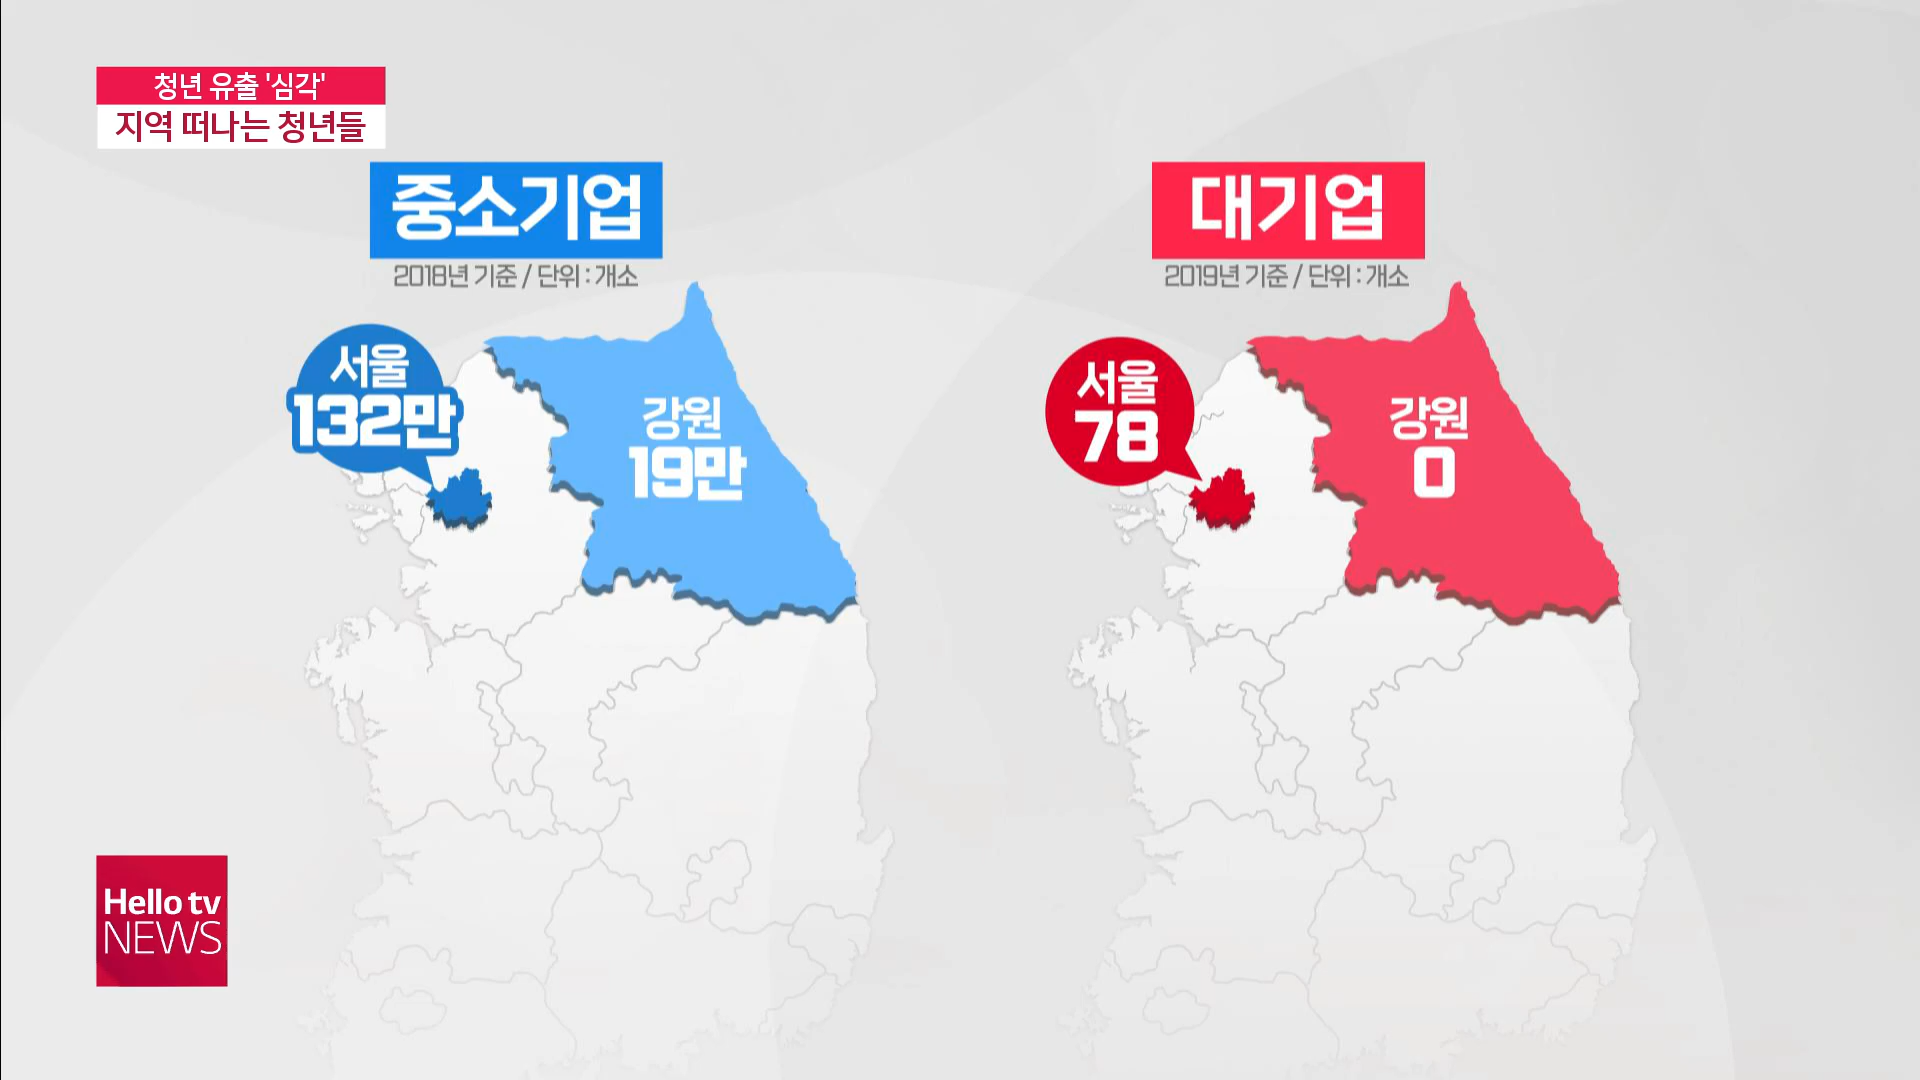 청년 유출 '심각'
지역 떠나는 청년들
중소기업
2018년 기준 / 단위 : 개소
서울
132만
강원
19만
대기업
2019년 기준 / 단위 : 개소
서울
78
강원
0
Hello tv
NEWS